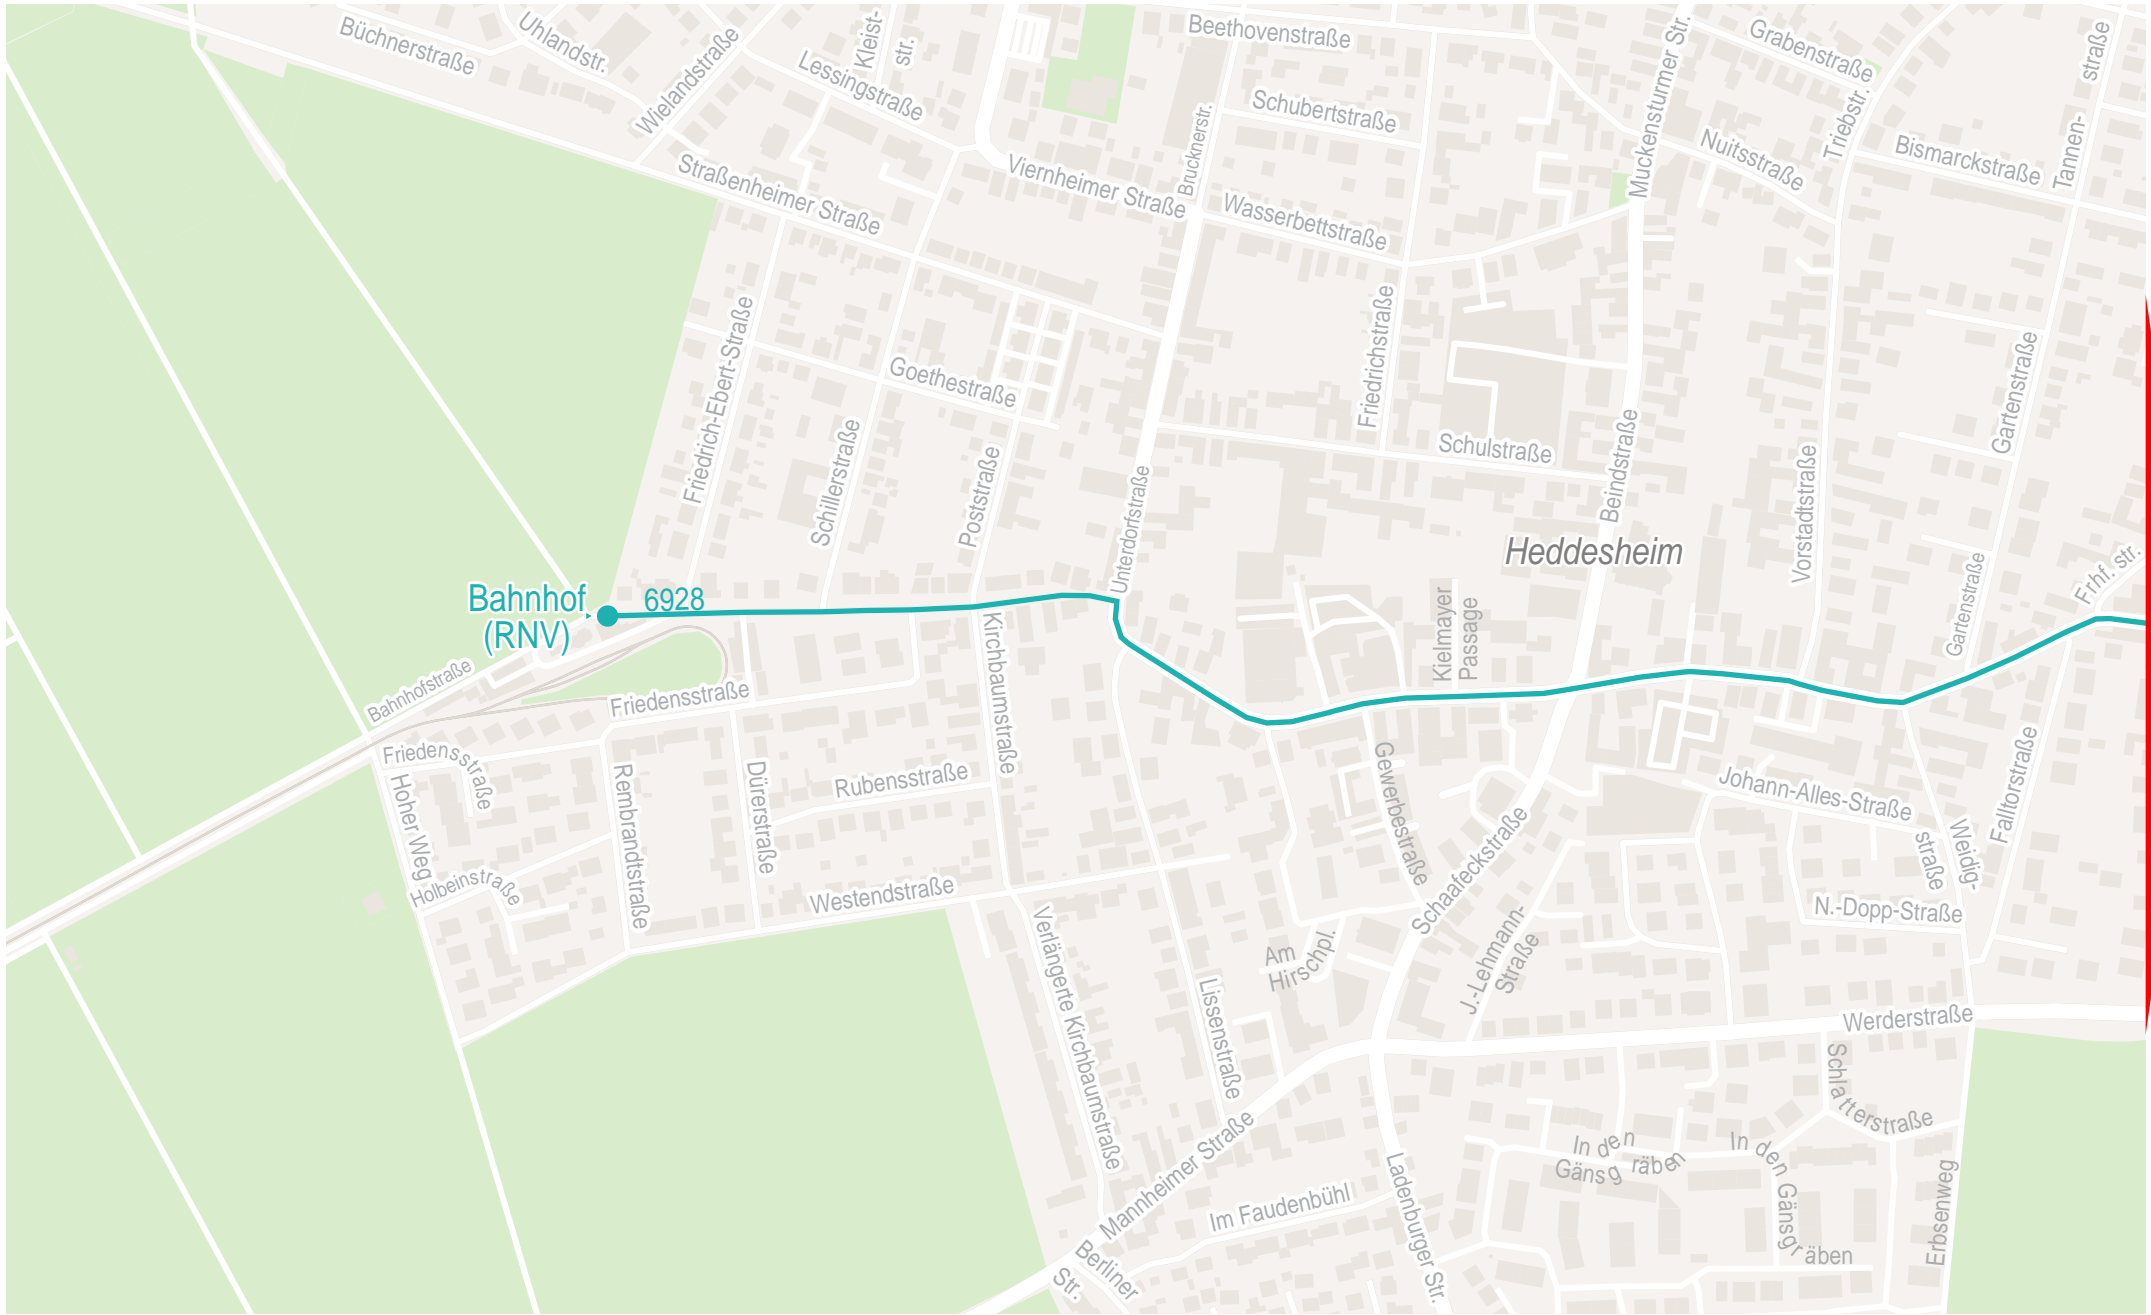 Büchnerstraße
Uhlandstr.
Wielandstraße
Kleist-
str.
Lessingstraße
Beethovenstraße
Muckensturmer Str.
Grabenstraße
Tannen-
straße
Schubertstraße
Brucknerstr.
Triebstr.
Nuitsstraße
Bismarckstraße
Straßenheimer Straße
Viernheimer Straße
Wasserbettstraße
Friedrich-Ebert-Straße
Goethestraße
Friedrichstraße
Gartenstraße
Schillerstraße
Poststraße
Unterdorfstraße
Schulstraße
Beindstraße
Vorstadtstraße
Heddesheim
Frhf. str.
Bahnhof
(RNV)
6928
Kielmayer
Passage
Gartenstraße
Bahnhofstraße
Friedensstraße
Kirchbaumstraße
Friedensstraße
Hoher Weg
Rembrandtstraße
Dürerstraße
Rubensstraße
Gewerbestraße
Johann-Alles-Straße
Falltorstraße
Weidig-
straße
Holbeinstraße
Westendstraße
Schaafeckstraße
N.-Dopp-Straße
J.-Lehmann-
Straße
Am
Hirschpl.
Verlängerte Kirchbaumstraße
Lissenstraße
Werderstraße
Schlatterstraße
Mannheimer Straße
In den
Gänsgräben
In den Gänsgräben
Erbsenweg
Im Faudenbühl
Ladenburger Str.
Berliner
Str.